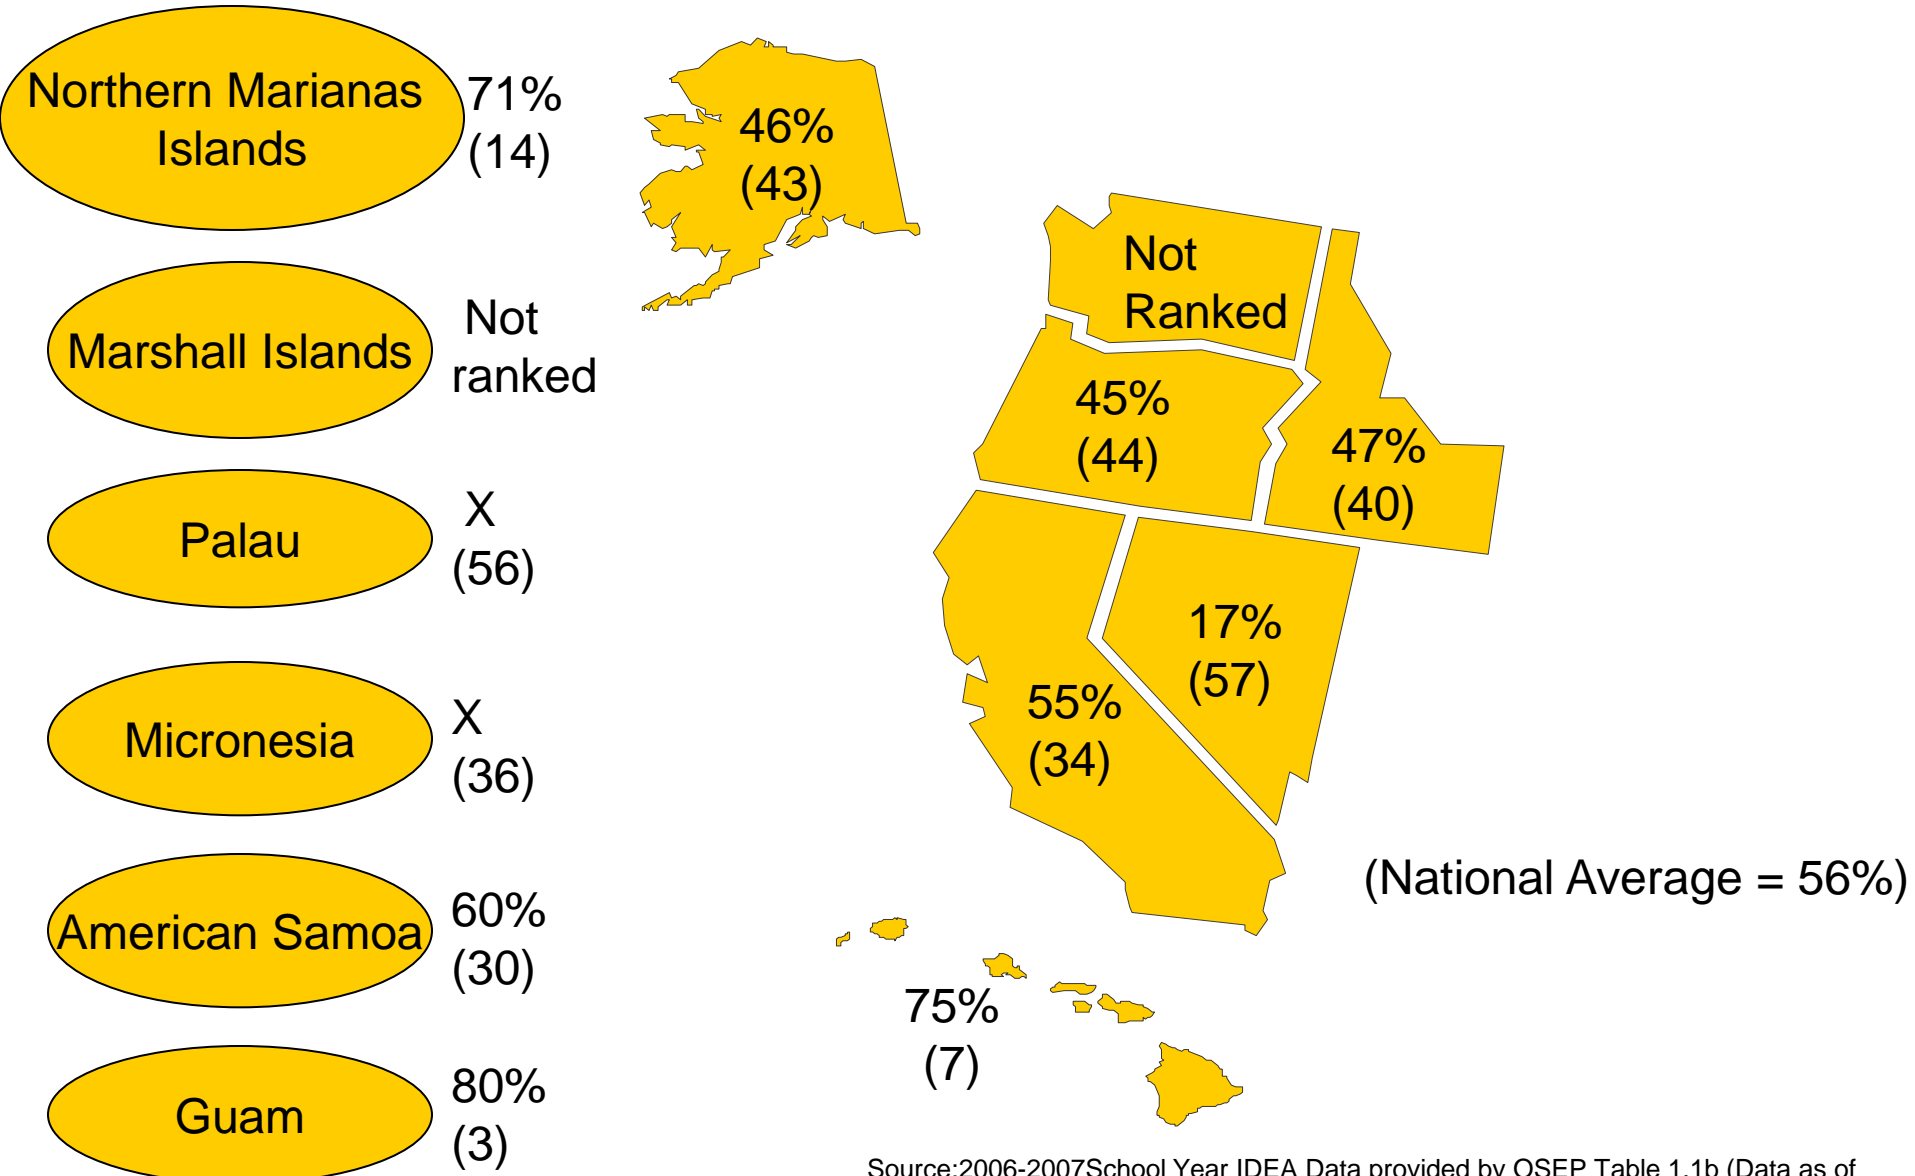 Northern Marianas
Islands
71%
(14)
Marshall Islands
Not
ranked
Palau
X
(56)
Micronesia
X
(36)
American Samoa
60%
(30)
Guam
80%
(3)
46%
(43)
Not
Ranked
45%
(44)
47%
(40)
17%
(57)
55%
(34)
(National Average = 56%)
75%
(7)
Source:2006-2007School Year IDEA Data provided by OSEP Table 1.1b (Data as of